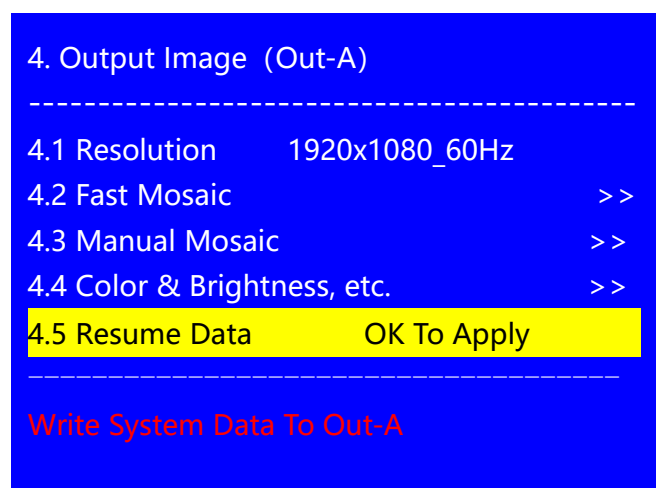 4. Output Image（Out-A）
--------------------------------------------
4.1 Resolution 1920x1080_60Hz
4.2 Fast Mosaic >>
4.3 Manual Mosaic >>
4.4 Color & Brightness, etc. >>
4.5 Resume Data OK To Apply
______________________________________
Write System Data To Out-A